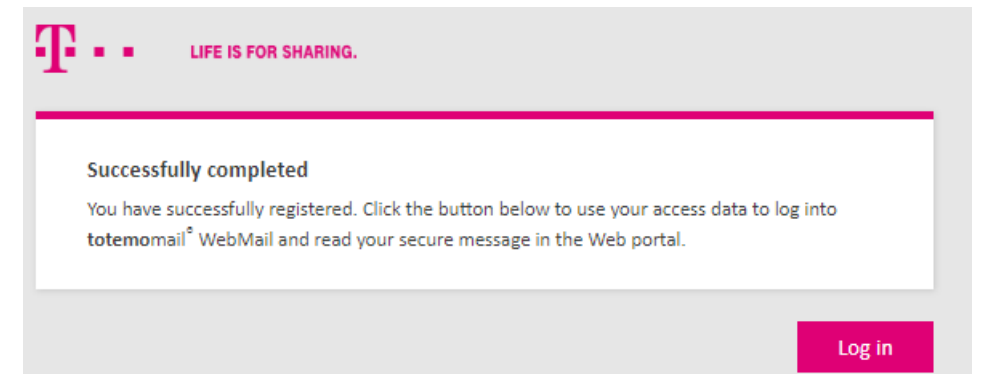 T LIFE IS FOR SHARING.
Successfully completed
You have successfully registered. Click the button below to use your access data to log into
totemomail® WebMail and read your secure message in the Web portal.
Log in